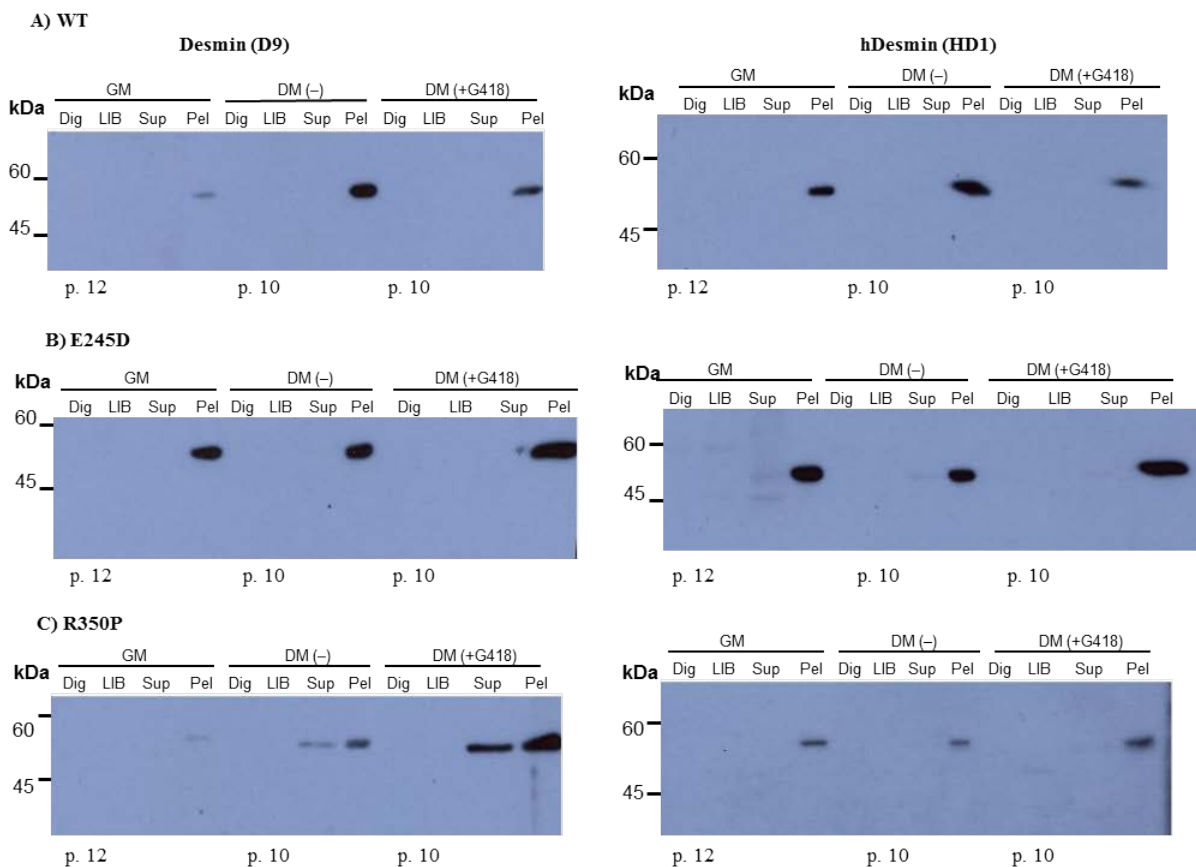 A) WT
Desmin (D9)
hDesmin (HD1)
GM DM (–) DM (+G418)
kDa
Dig LIB Sup Pel Dig LIB Sup Pel Dig LIB Sup Pel
60
45
p. 12 p. 10 p. 10
GM DM (–) DM (+G418)
kDa
Dig LIB Sup Pel Dig LIB Sup Pel Dig LIB Sup Pel
60
45
p. 12 p. 10 p. 10
B) E245D
GM DM (–) DM (+G418)
kDa
Dig LIB Sup Pel Dig LIB Sup Pel Dig LIB Sup Pel
60
45
p. 12 p. 10 p. 10
GM DM (–) DM (+G418)
kDa
Dig LIB Sup Pel Dig LIB Sup Pel Dig LIB Sup Pel
60
45
p. 12 p. 10 p. 10
C) R350P
GM DM (–) DM (+G418)
kDa
Dig LIB Sup Pel Dig LIB Sup Pel Dig LIB Sup Pel
60
45
p. 12 p. 10 p. 10
GM DM (–) DM (+G418)
kDa
Dig LIB Sup Pel Dig LIB Sup Pel Dig LIB Sup Pel
60
45
p. 12 p. 10 p. 10